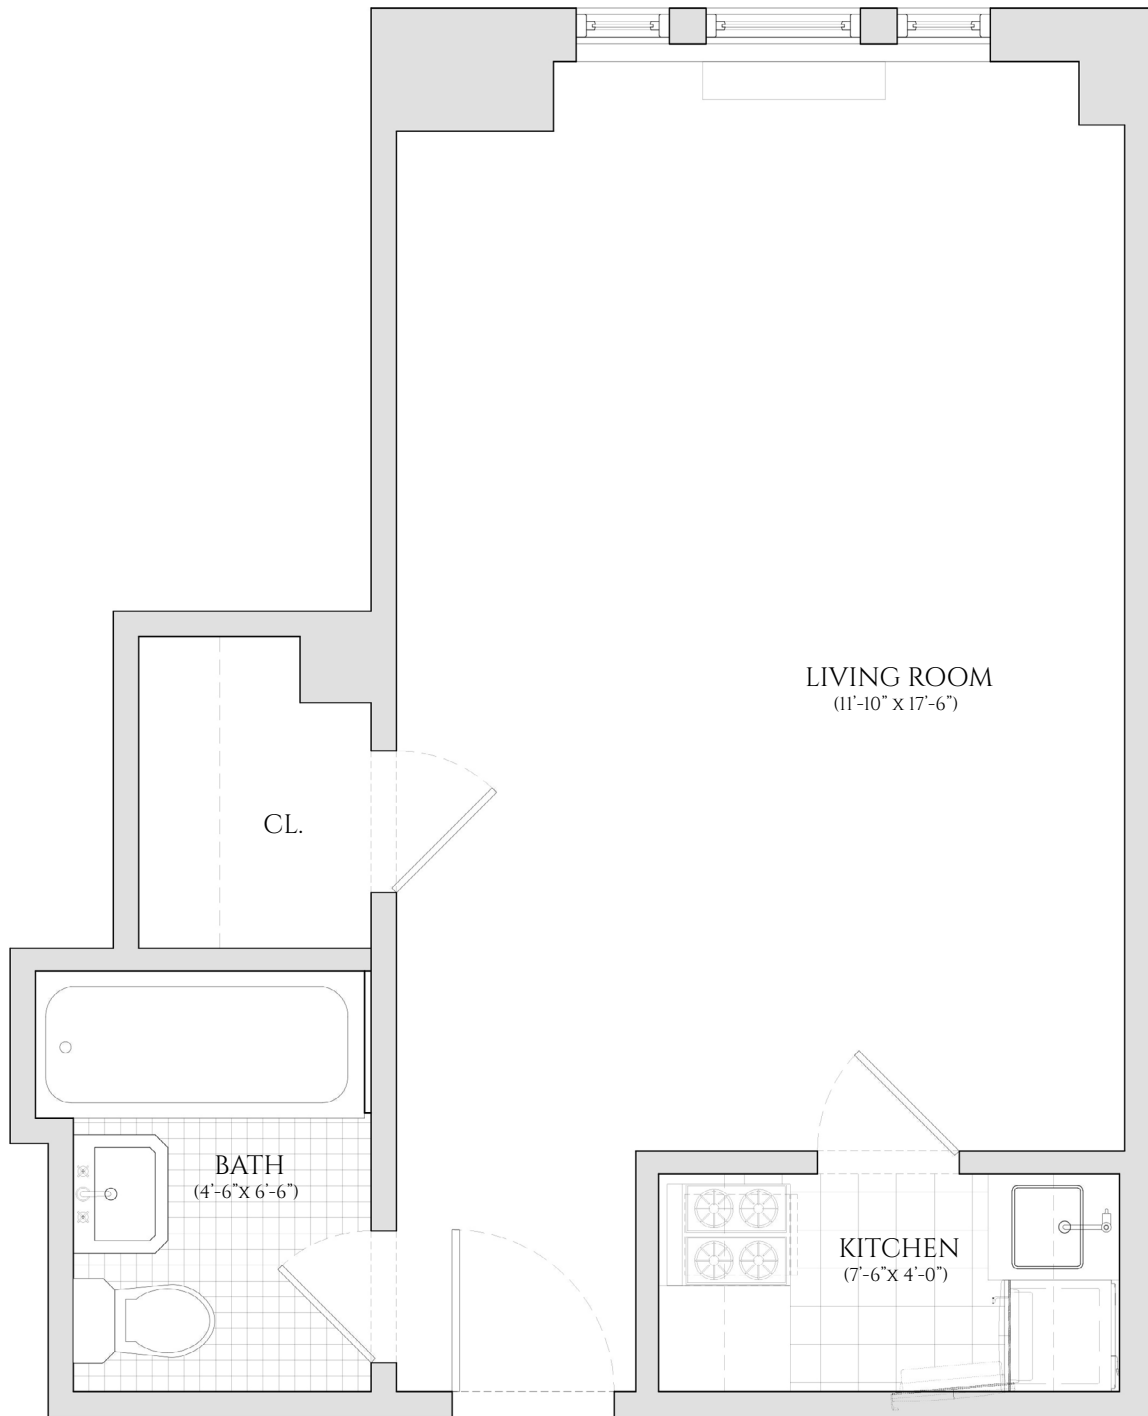 LIVING ROOM
(11'-10" X 17'-6")
CL.
BATH
(4'-6"X 6'-6")
KITCHEN
(7'-6"X 4'-0")